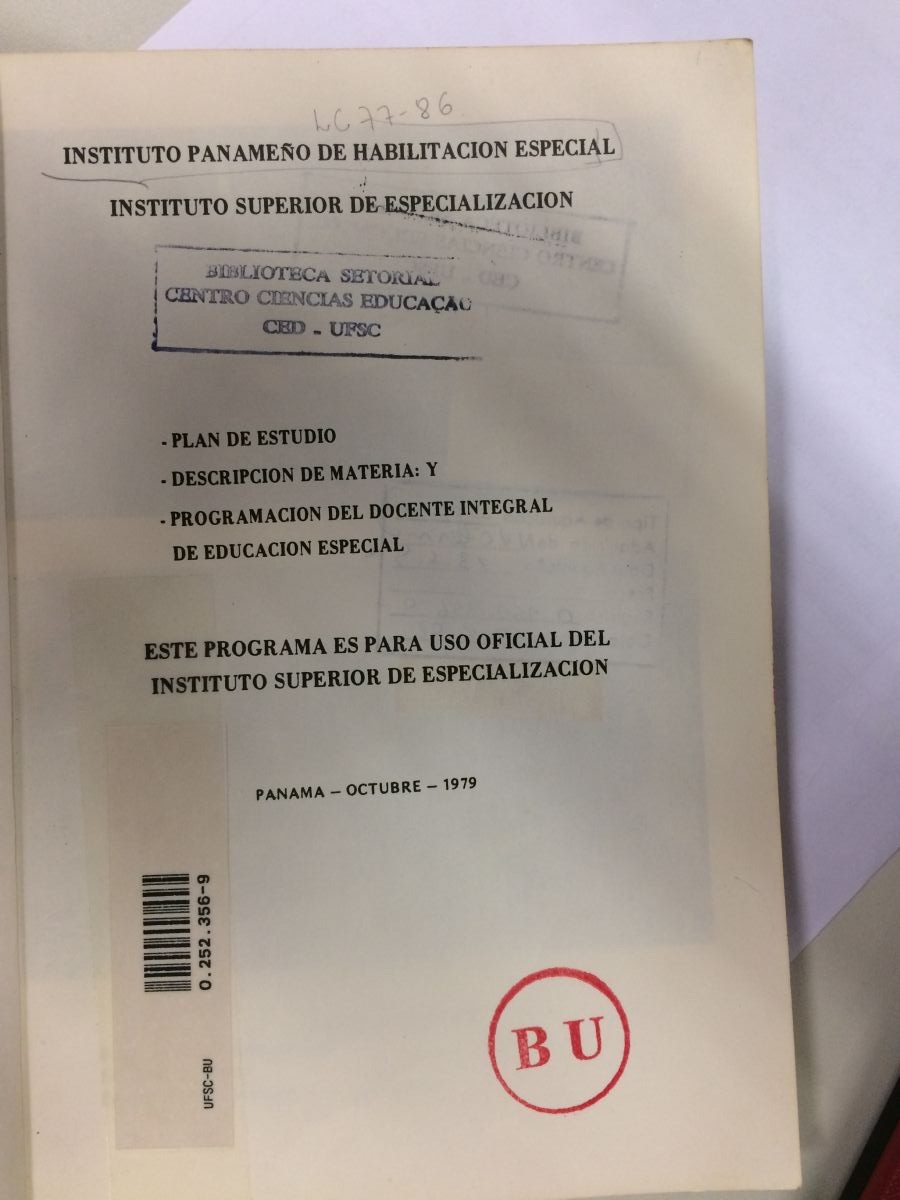 LC 77-86
INSTITUTO PANAMEÑO DE HABILITACION ESPECIAL
INSTITUTO SUPERIOR DE ESPECIALIZACION
BIBLIOTECA SETORIAL
CENTRO CIENCIAS EDUCAÇÃO
CED - UFSC
- PLAN DE ESTUDIO
- DESCRIPCION DE MATERIA: Y
- PROGRAMACION DEL DOCENTE INTEGRAL
DE EDUCACION ESPECIAL
ESTE PROGRAMA ES PARA USO OFICIAL DEL
INSTITUTO SUPERIOR DE ESPECIALIZACION
PANAMA – OCTUBRE – 1979
0.252.356-9
UFSC-BU
BU